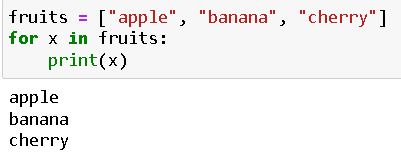 fruits = ["apple", "banana", "cherry"]
for x in fruits:
    print(x)
apple
banana
cherry